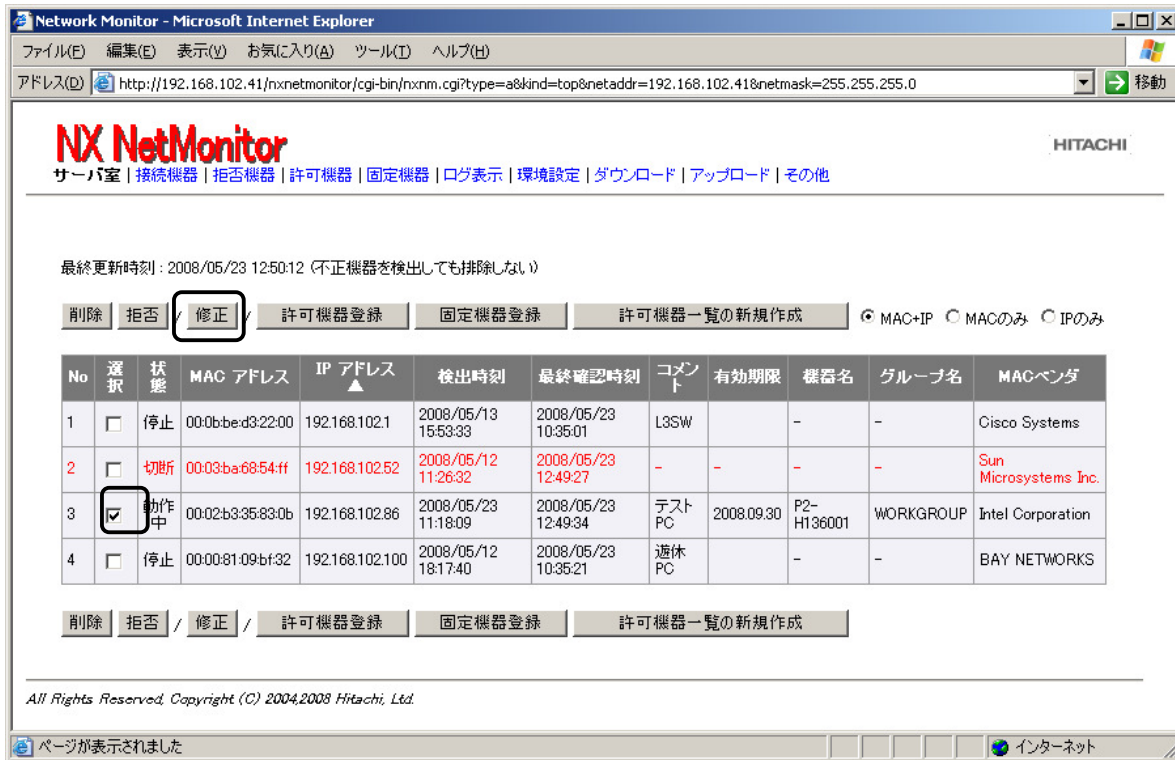 Network Monitor - Microsoft Internet Explorer
ファイル(F) 編集(E) 表示(V) お気に入り(A) ツール(T) ヘルプ(H)
アドレス(D) http://192.168.102.41/nxnetmonitor/cgi-bin/nxnm.cgi?type=a&kind=top&netaddr=192.168.102.41&netmask=255.255.255.0 移動
NX NetMonitor
HITACHI
サーバ室 | 接続機器 | 拒否機器 | 許可機器 | 固定機器 | ログ表示 | 環境設定 | ダウンロード | アップロード | その他
最終更新時刻 : 2008/05/23 12:50:12 (不正機器を検出しても排除しない)
削除 拒否 / 修正 / 許可機器登録 固定機器登録 許可機器一覧の新規作成 MAC+IP MACのみ IPのみ
No 選択 状態 MAC アドレス IP アドレス ▲ 検出時刻 最終確認時刻 コメント 有効期限 機器名 グループ名 MACベンダ
1 停止 00:0b:be:d3:22:00 192.168.102.1 2008/05/13 15:53:33 2008/05/23 10:35:01 L3SW - - Cisco Systems
2 切断 00:03:ba:68:54:ff 192.168.102.52 2008/05/12 11:26:32 2008/05/23 12:49:27 - - - - Sun Microsystems Inc.
3 動作中 00:02:b3:35:83:0b 192.168.102.86 2008/05/23 11:18:09 2008/05/23 12:49:34 テストPC 2008.09.30 P2-H136001 WORKGROUP Intel Corporation
4 停止 00:00:81:09:bf:32 192.168.102.100 2008/05/12 18:17:40 2008/05/23 10:35:21 遊休PC - - BAY NETWORKS
削除 拒否 / 修正 / 許可機器登録 固定機器登録 許可機器一覧の新規作成
All Rights Reserved, Copyright (C) 2004,2008 Hitachi, Ltd.
ページが表示されました インターネット